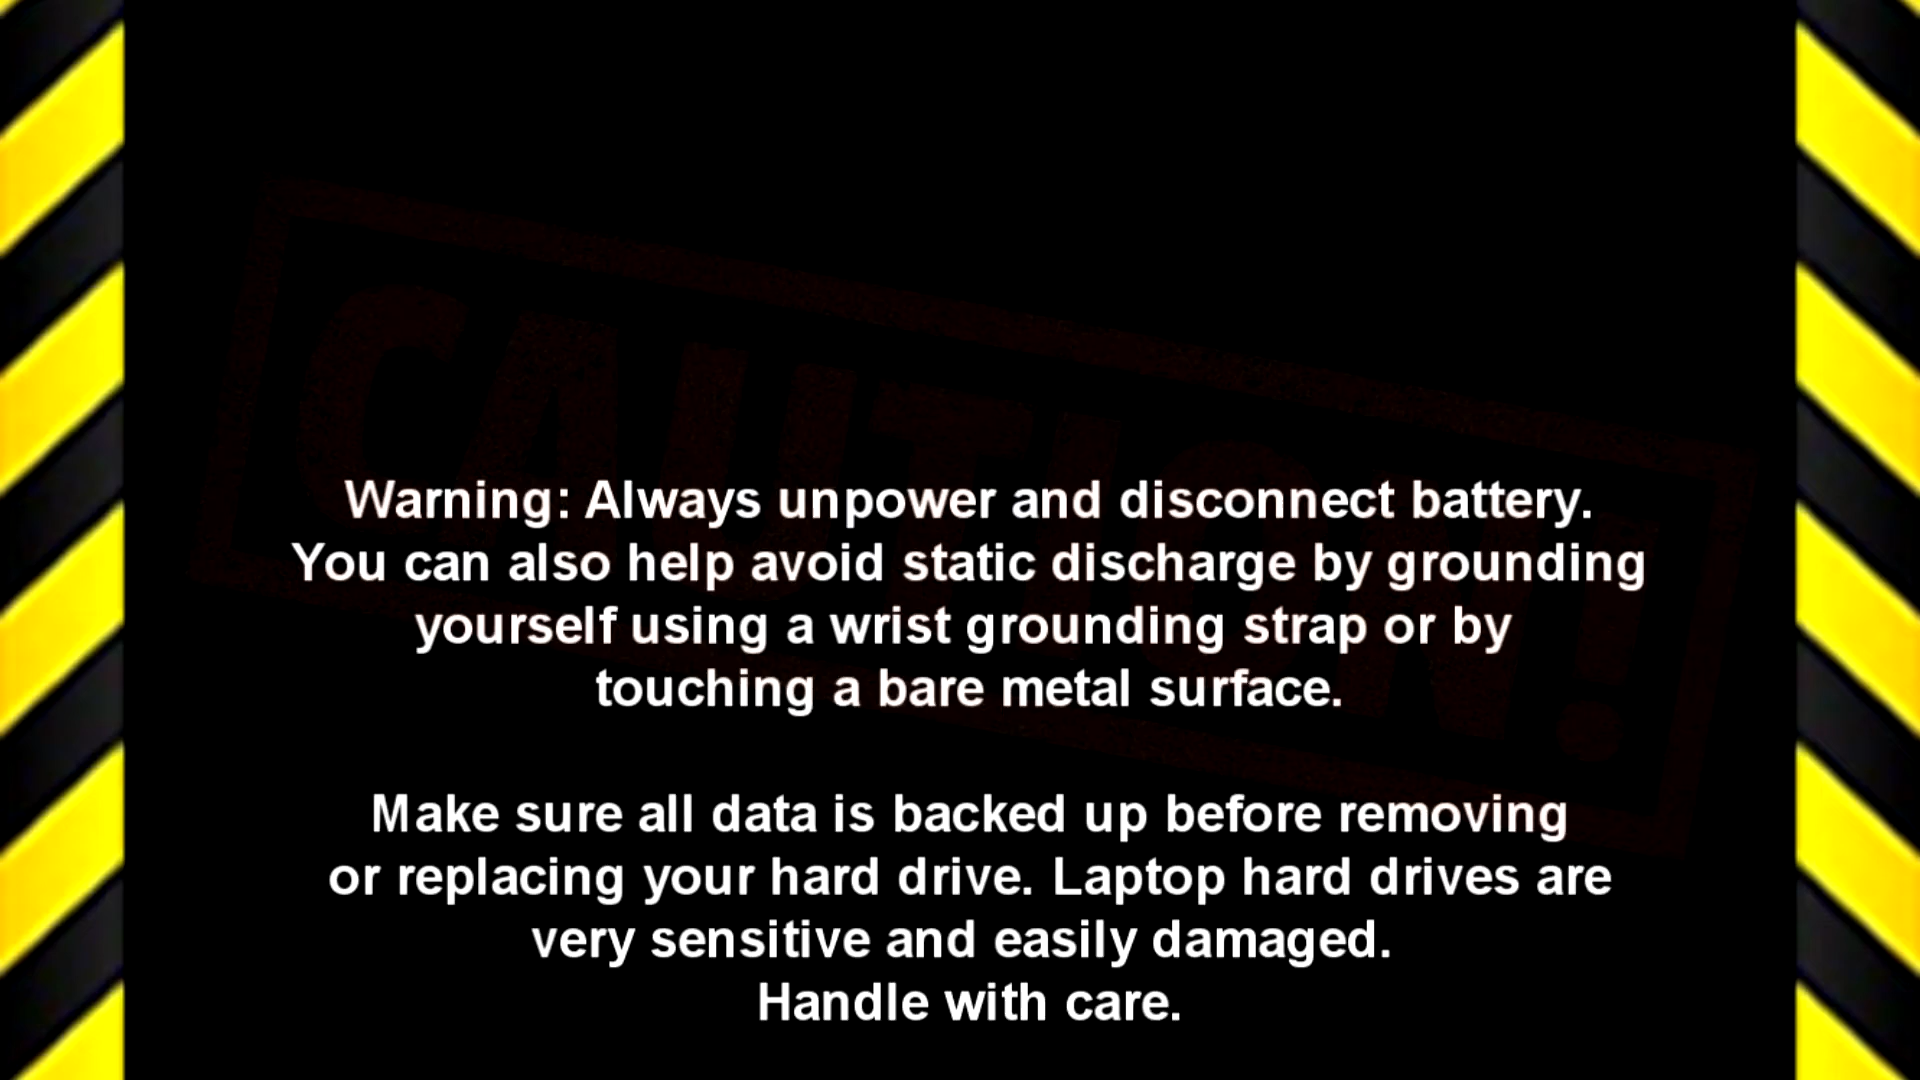 CAUTION!
Warning: Always unpower and disconnect battery.
You can also help avoid static discharge by grounding
yourself using a wrist grounding strap or by
touching a bare metal surface.
Make sure all data is backed up before removing
or replacing your hard drive. Laptop hard drives are
very sensitive and easily damaged.
Handle with care.